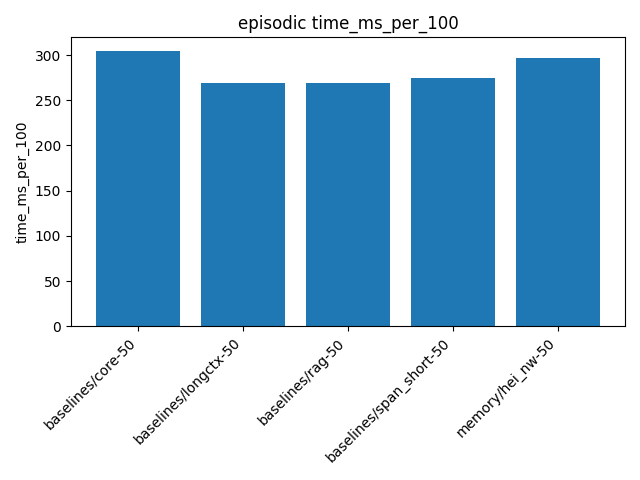 episodic time_ms_per_100
time_ms_per_100
300
250
200
150
100
50
0
baselines/core-50
baselines/longctx-50
baselines/rag-50
baselines/span_short-50
memory/hei_nw-50